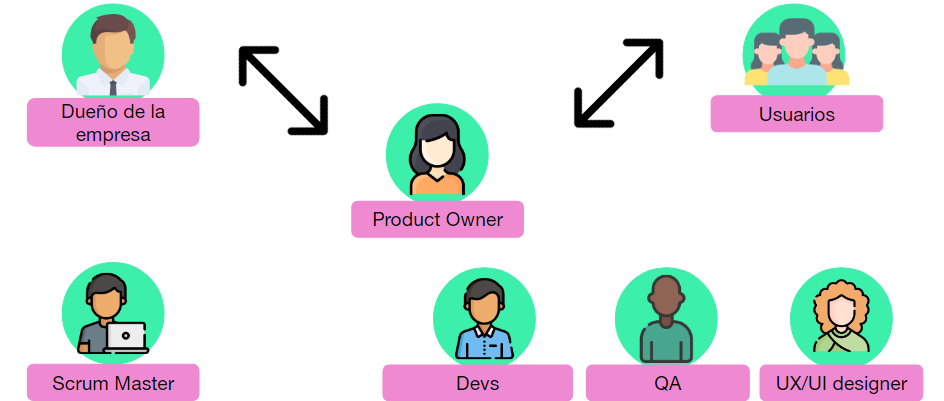 Dueño de la
empresa
Usuarios
Product Owner
Scrum Master
Devs
QA
UX/UI designer